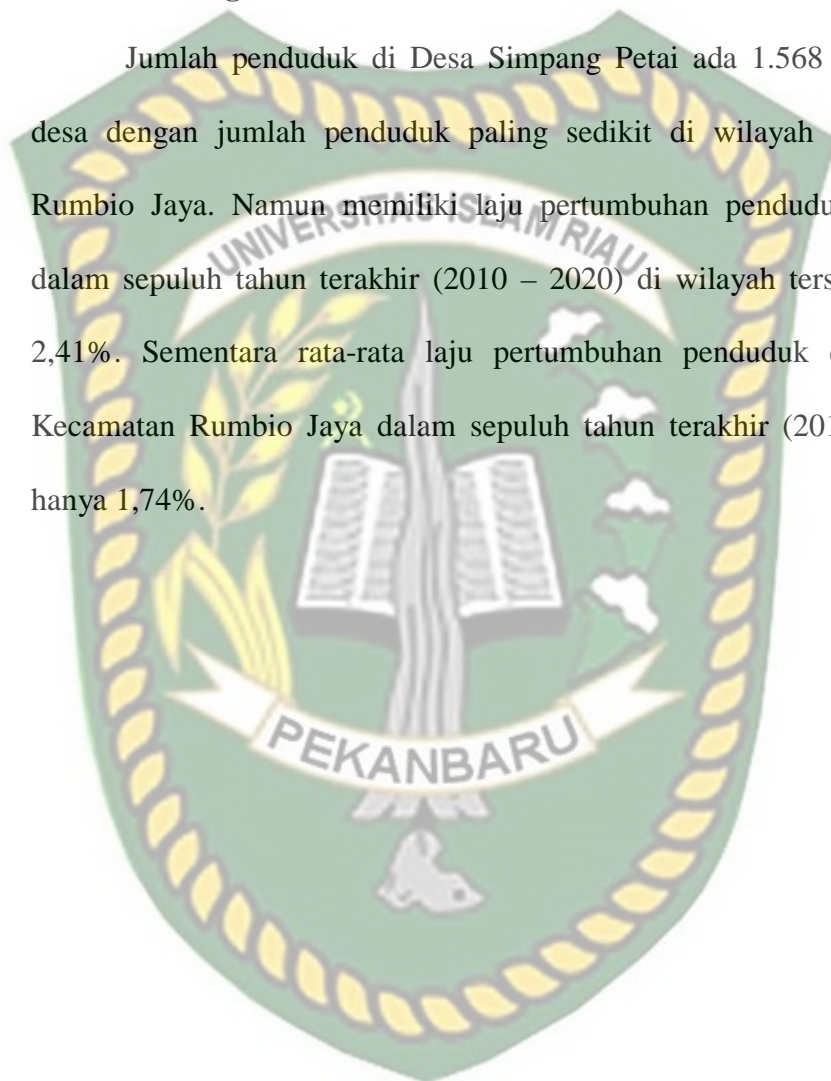 Jumlah penduduk di Desa Simpang Petai ada 1.568
desa dengan jumlah penduduk paling sedikit di wilayah
Rumbio Jaya. Namun memiliki laju pertumbuhan pendudu
UNIVERSITAS ISLAM RIAU
dalam sepuluh tahun terakhir (2010 – 2020) di wilayah ters
2,41%. Sementara rata-rata laju pertumbuhan penduduk
Kecamatan Rumbio Jaya dalam sepuluh tahun terakhir (201
hanya 1,74%.
PEKANBARU